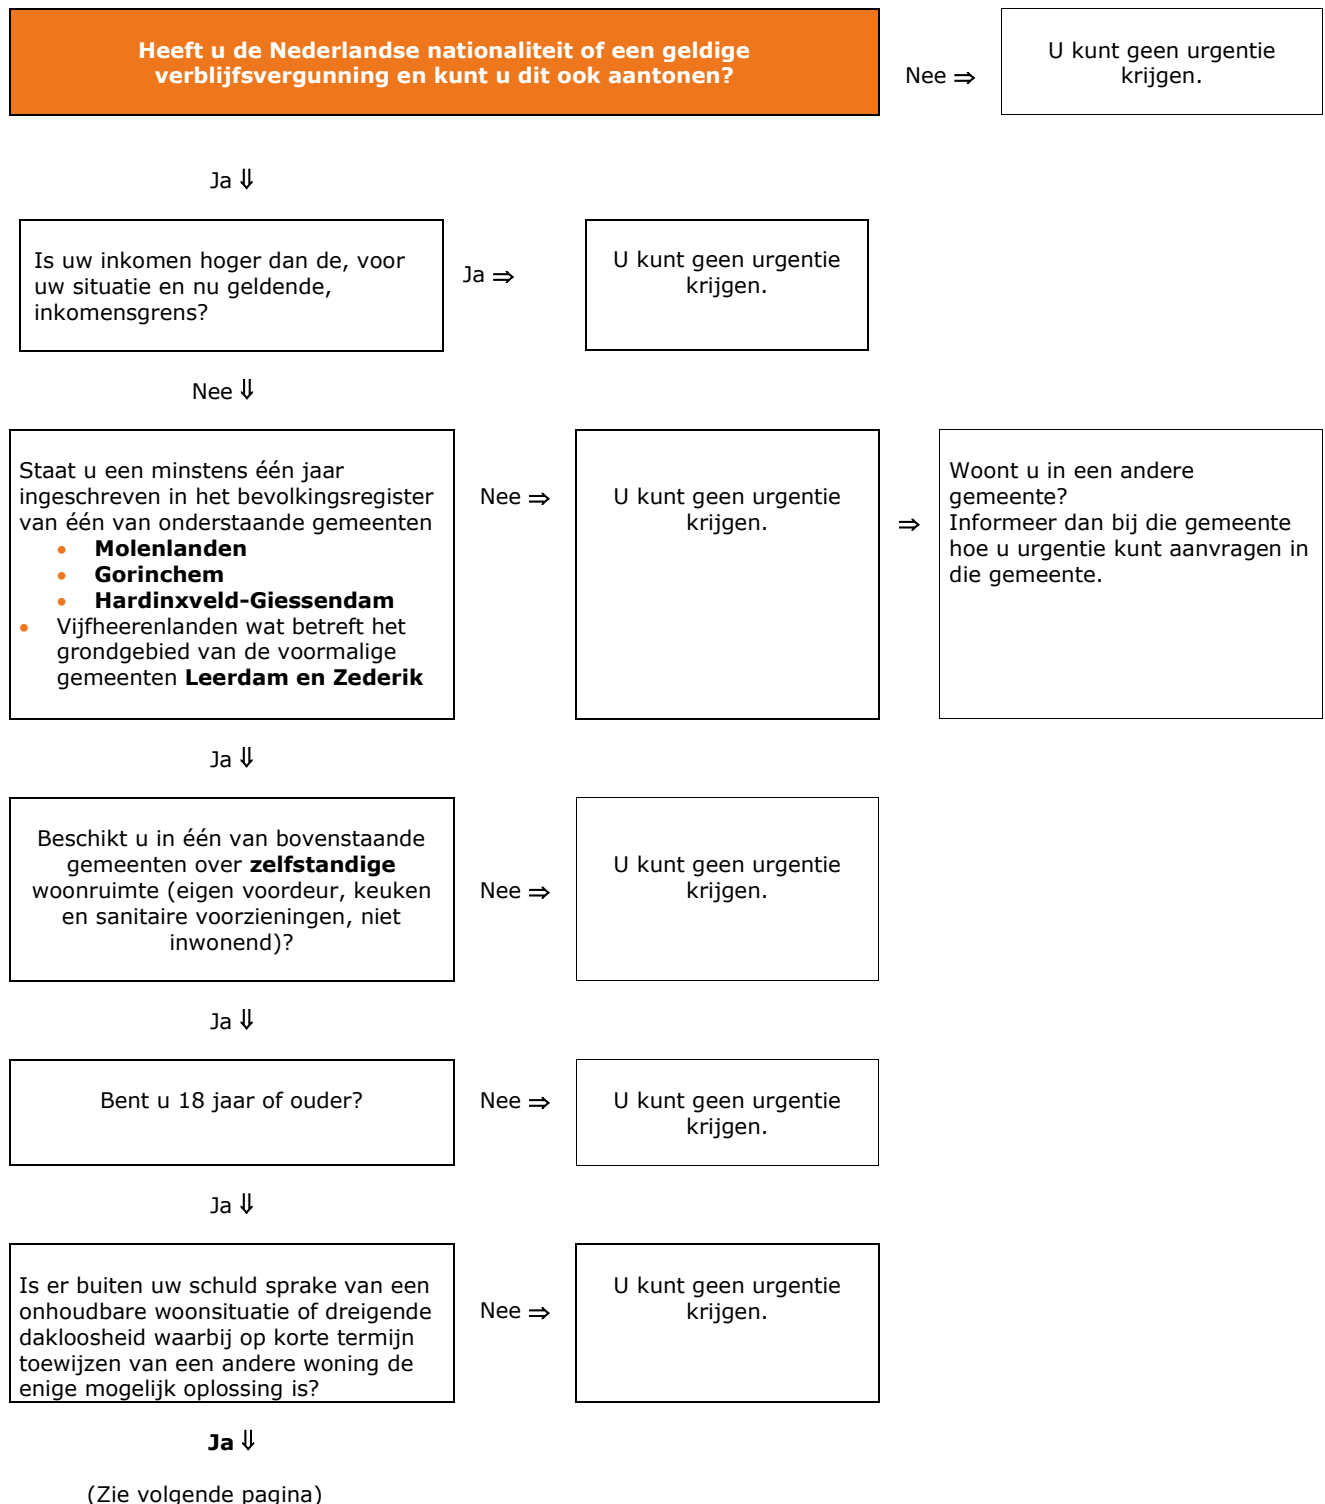 Heeft u de Nederlandse nationaliteit of een geldige
verblijfsvergunning en kunt u dit ook aantonen?
Nee ⇒
U kunt geen urgentie
krijgen.
Ja ⇓
Is uw inkomen hoger dan de, voor
uw situatie en nu geldende,
inkomensgrens?
Ja ⇒
U kunt geen urgentie
krijgen.
Nee ⇓
Staat u een minstens één jaar
ingeschreven in het bevolkingsregister
van één van onderstaande gemeenten
• Molenlanden
• Gorinchem
• Hardinxveld-Giessendam
• Vijfheerenlanden wat betreft het
grondgebied van de voormalige
gemeenten Leerdam en Zederik
Nee ⇒
U kunt geen urgentie
krijgen.
⇒
Woont u in een andere
gemeente?
Informeer dan bij die gemeente
hoe u urgentie kunt aanvragen in
die gemeente.
Ja ⇓
Beschikt u in één van bovenstaande
gemeenten over zelfstandige
woonruimte (eigen voordeur, keuken
en sanitaire voorzieningen, niet
inwonend)?
Nee ⇒
U kunt geen urgentie
krijgen.
Ja ⇓
Bent u 18 jaar of ouder?
Nee ⇒
U kunt geen urgentie
krijgen.
Ja ⇓
Is er buiten uw schuld sprake van een
onhoudbare woonsituatie of dreigende
dakloosheid waarbij op korte termijn
toewijzen van een andere woning de
enige mogelijk oplossing is?
Nee ⇒
U kunt geen urgentie
krijgen.
Ja ⇓
(Zie volgende pagina)